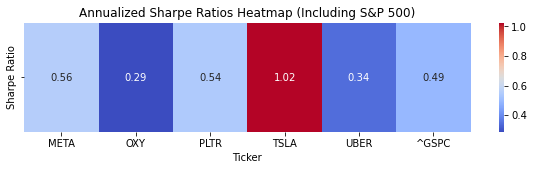 Annualized Sharpe Ratios Heatmap (Including S&P 500)
Sharpe Ratio
0.56 0.29 0.54 1.02 0.34 0.49
META OXY PLTR TSLA UBER ^GSPC
Ticker
1.0
0.8
0.6
0.4